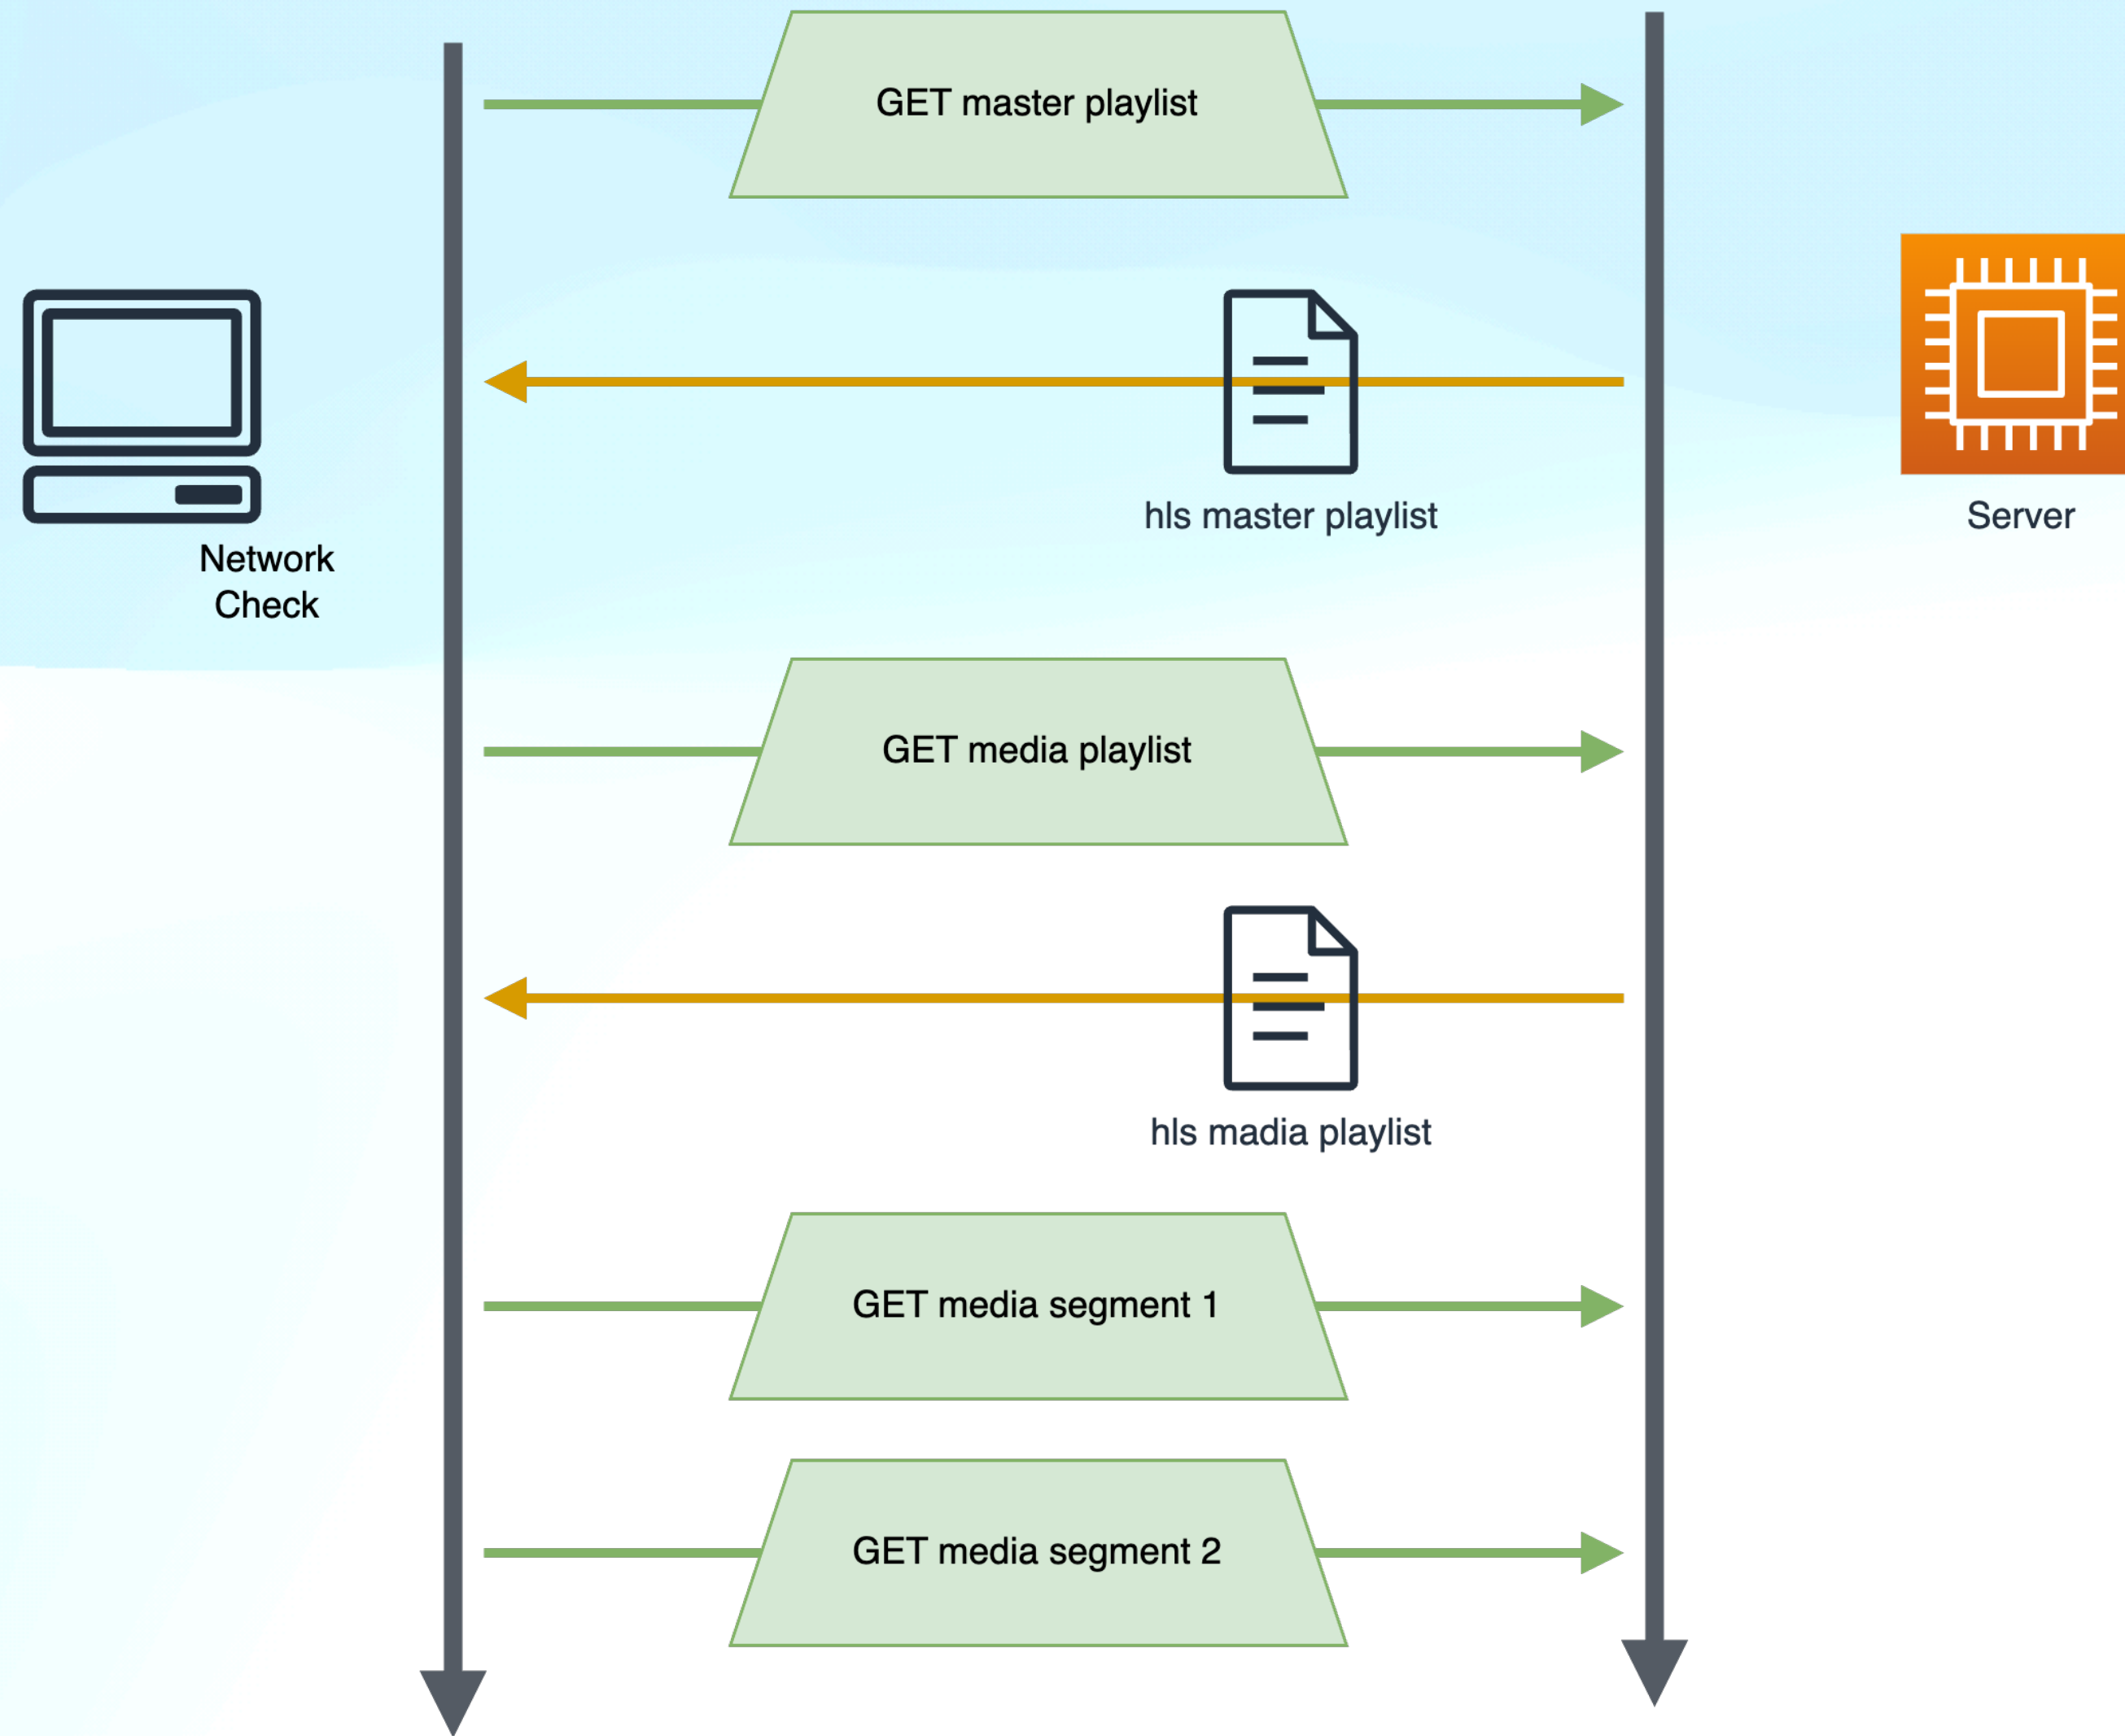 GET master playlist
hls master playlist
Server
Network
Check
GET media playlist
hls madia playlist
GET media segment 1
GET media segment 2